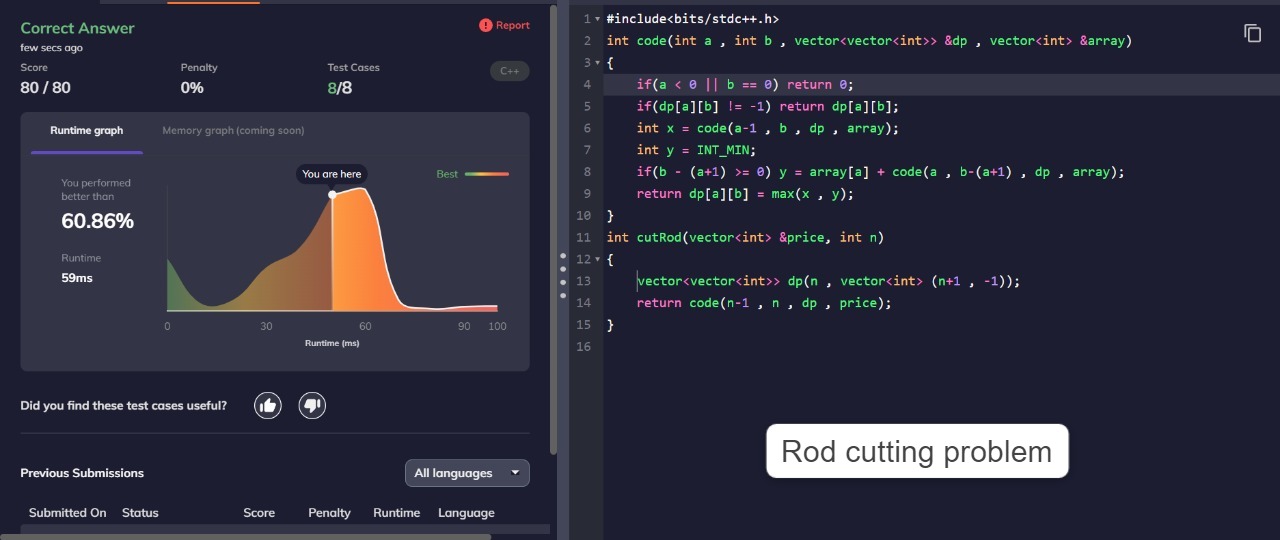 Correct Answer
Report
few secs ago
Score
Penalty
Test Cases
C++
80 / 80
0%
8/8
Runtime graph
Memory graph (coming soon)
You are here
Best
You performed
better than
60.86%
Runtime
59ms
0
30
60
90
100
Runtime (ms)
Did you find these test cases useful?
Previous Submissions
All languages
Submitted On Status Score Penalty Runtime Language
1 #include<bits/stdc++.h>
2 int code(int a , int b , vector<vector<int>> &dp , vector<int> &array)
3 {
4 if(a < 0 || b == 0) return 0;
5 if(dp[a][b] != -1) return dp[a][b];
6 int x = code(a-1 , b , dp , array);
7 int y = INT_MIN;
8 if(b - (a+1) >= 0) y = array[a] + code(a , b-(a+1) , dp , array);
9 return dp[a][b] = max(x , y);
10 }
11 int cutRod(vector<int> &price, int n)
12 {
13 vector<vector<int>> dp(n , vector<int> (n+1 , -1));
14 return code(n-1 , n , dp , price);
15 }
16
Rod cutting problem